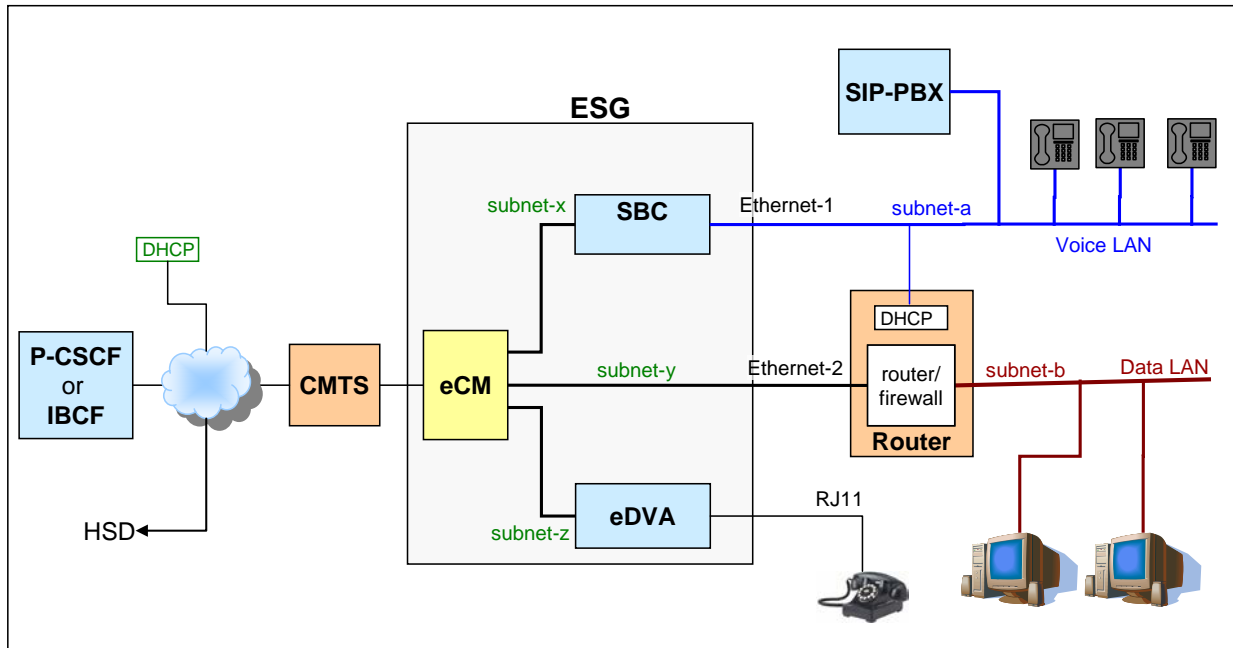 ESG
SIP-PBX
subnet-x
SBC
Ethernet-1
subnet-a
Voice LAN
DHCP
DHCP
P-CSCF
or
IBCF
CMTS
eCM
subnet-y
Ethernet-2
router/
firewall
Router
subnet-b
Data LAN
HSD
subnet-z
eDVA
RJ11